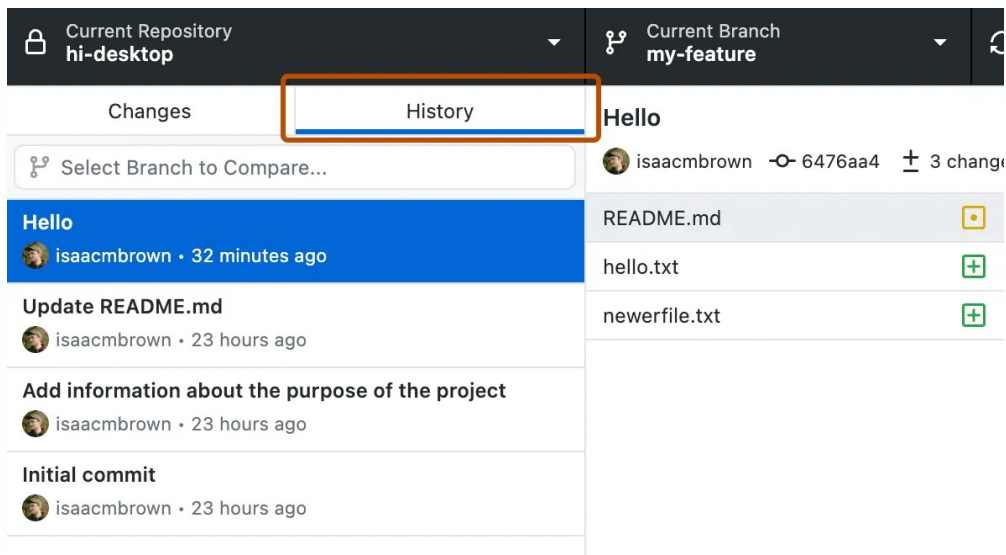 Current Repository
hi-desktop
Current Branch
my-feature
Changes
History
Select Branch to Compare...
Hello
isaacmbrown • 32 minutes ago
Update README.md
isaacmbrown • 23 hours ago
Add information about the purpose of the project
isaacmbrown • 23 hours ago
Initial commit
isaacmbrown • 23 hours ago
Hello
isaacmbrown 6476aa4 ± 3 change
README.md
hello.txt
newerfile.txt